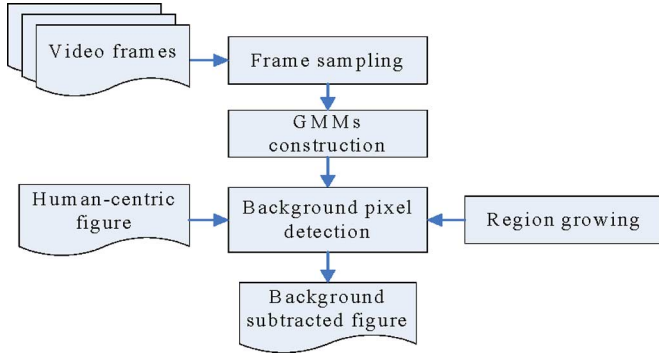 Video frames
Frame sampling
GMMs
construction
Human-centric
figure
Background pixel
detection
Region growing
Background
subtracted figure